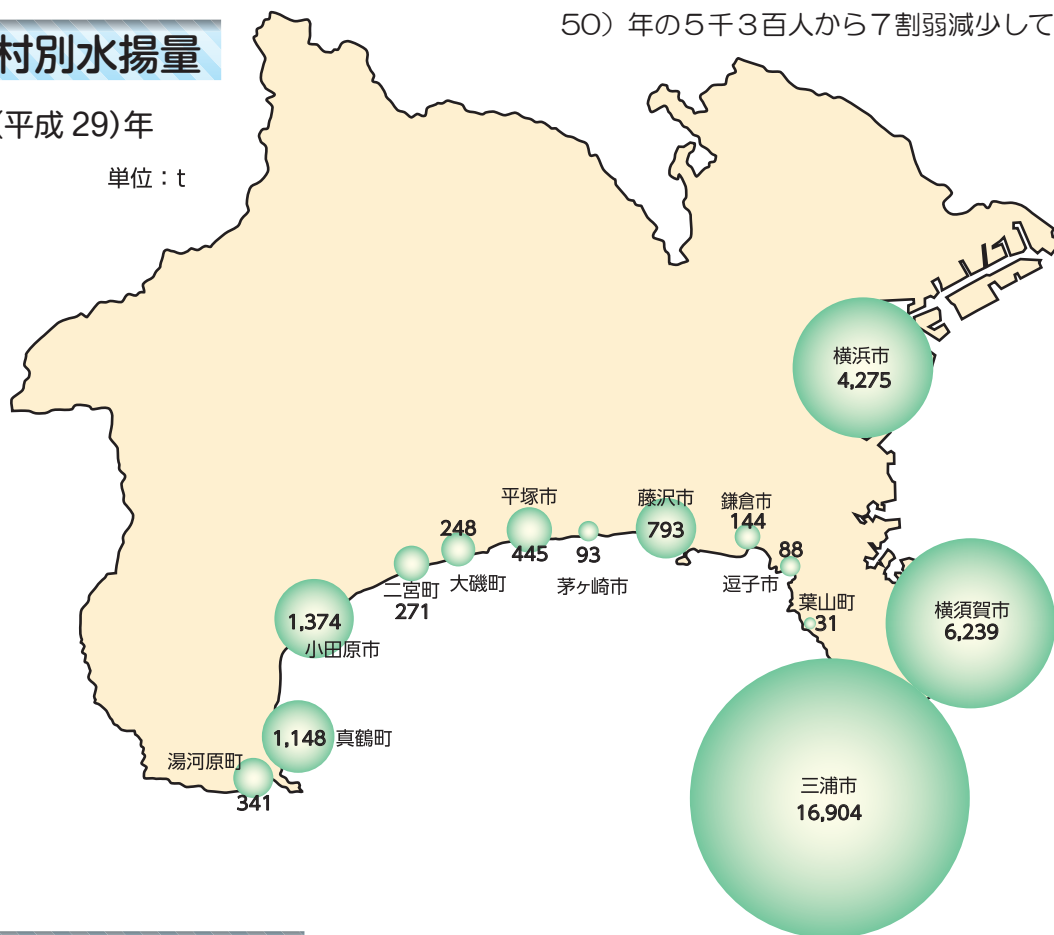 50）年の5千3百人から7割弱減少して
村別水揚量
(平成 29)年
単位：t
横浜市
4,275
平塚市
445
藤沢市
793
鎌倉市
144
248
大磯町
93
茅ヶ崎市
88
逗子市
二宮町
271
葉山町
31
横須賀市
6,239
1,374
小田原市
1,148
真鶴町
湯河原町
341
三浦市
16,904